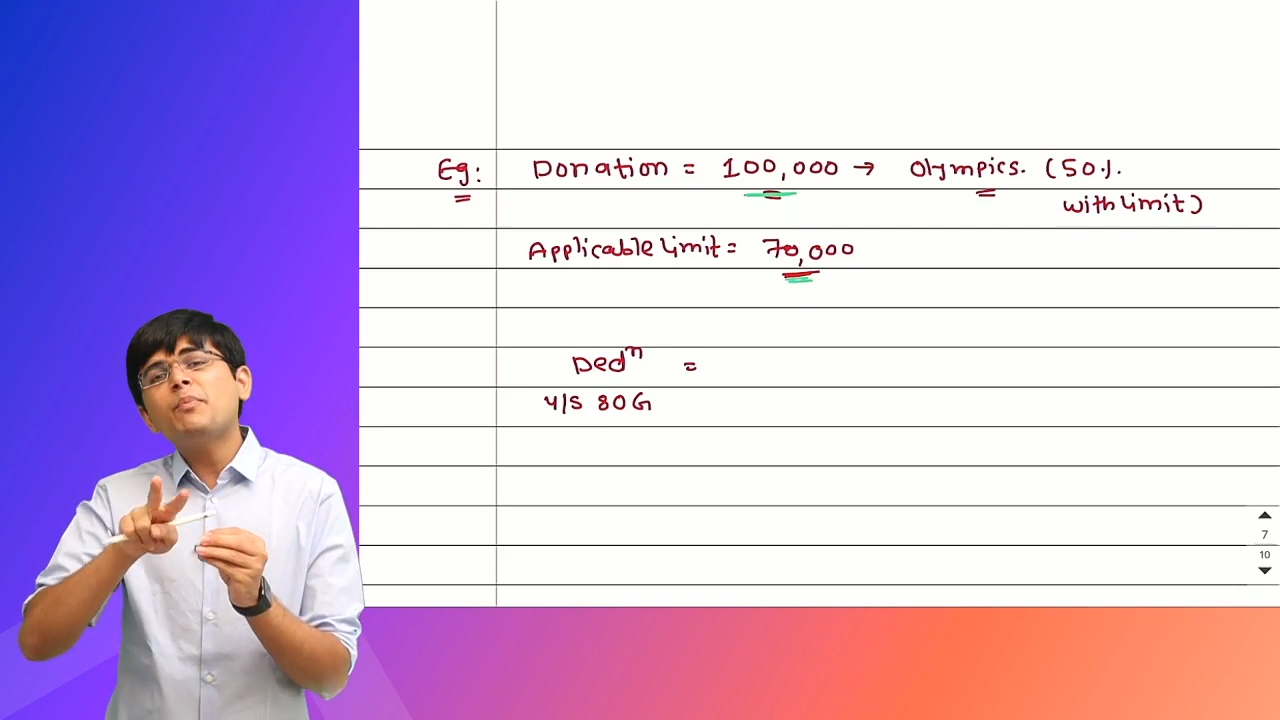 Eg: Donation = 100,000 → Olympics. (50%.
with limit)
Applicable limit = 70,000
Dedⁿ =
u/s 80G
7
10